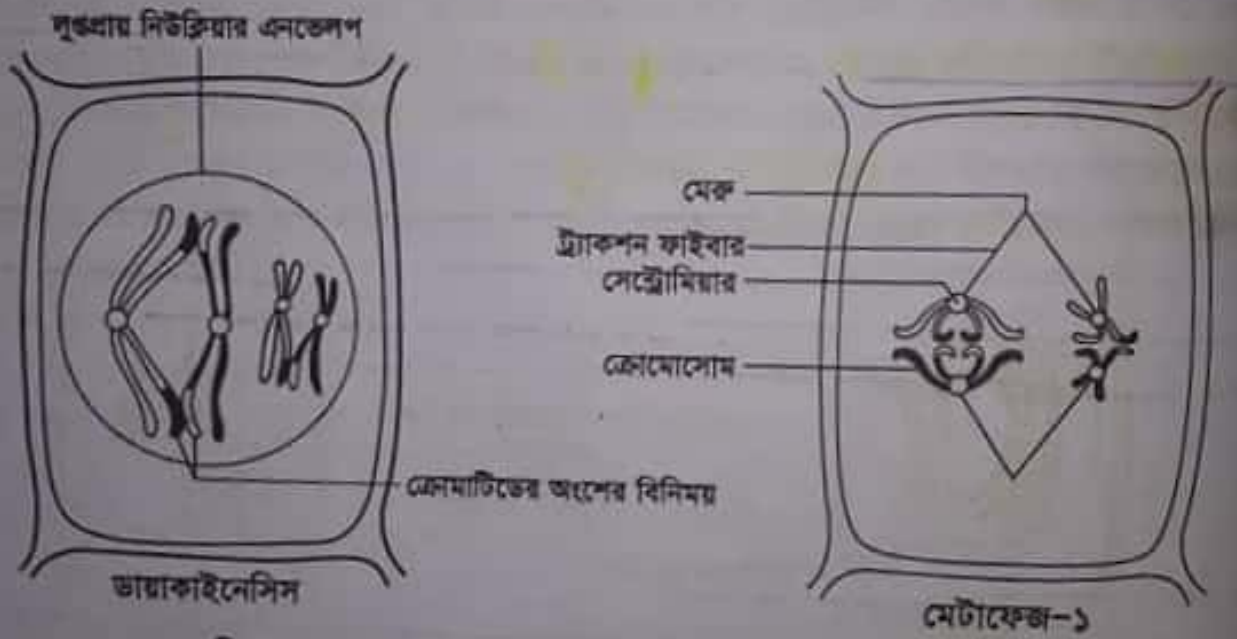 লুপ্তপ্রায় নিউক্লিয়ার এনভেলপ
মেরু
ট্র্যাকশন ফাইবার
সেন্ট্রোমিয়ার
ক্রোমোসোম
ক্রোমাটিডের অংশের বিনিময়
ডায়াকাইনেসিস
মেটাফেজ-১